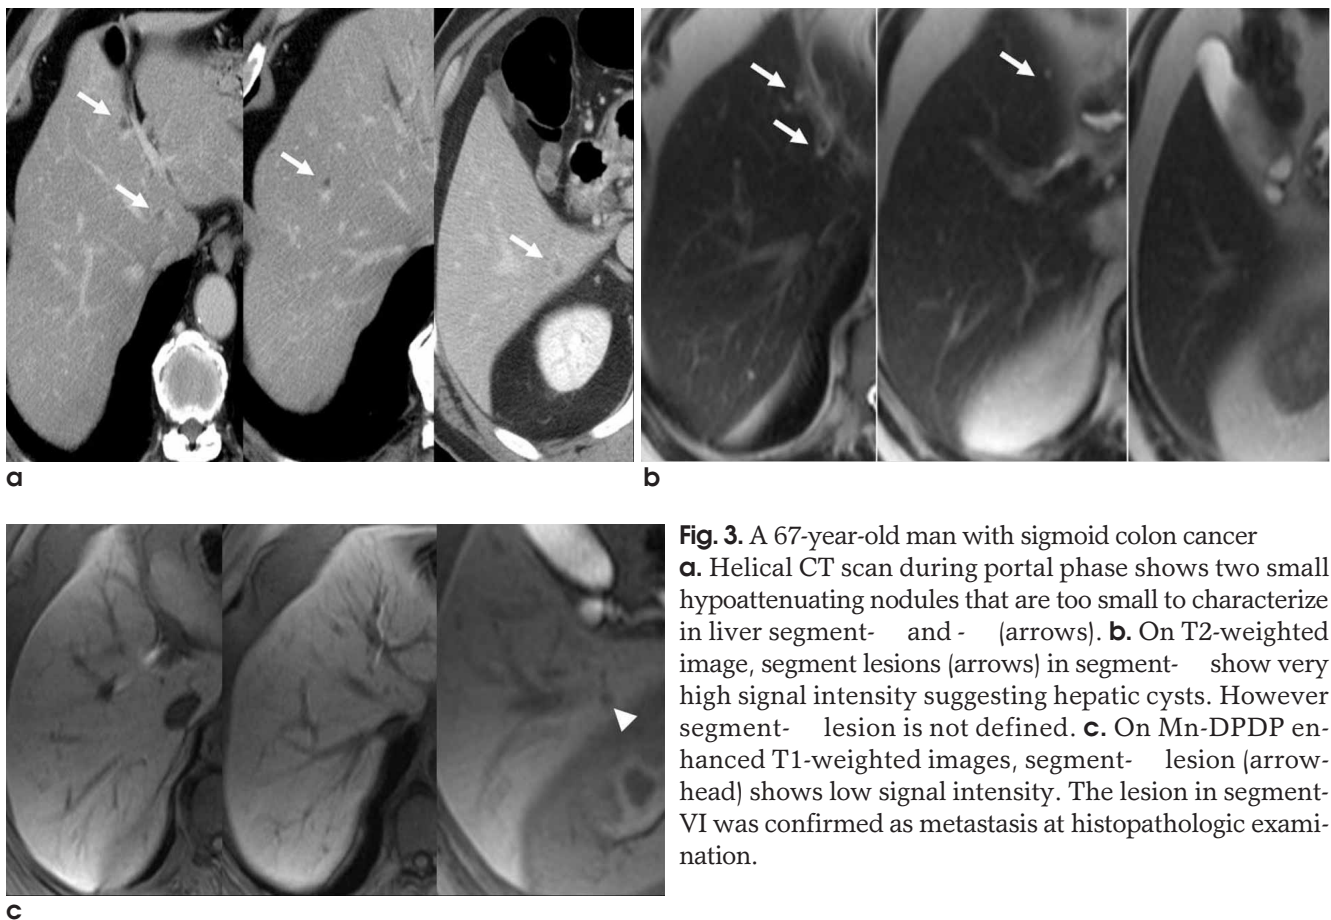 a
b
c
Fig. 3. A 67-year-old man with sigmoid colon cancer
a. Helical CT scan during portal phase shows two small
hypoattenuating nodules that are too small to characterize
in liver segment- and - (arrows). b. On T2-weighted
image, segment lesions (arrows) in segment- show very
high signal intensity suggesting hepatic cysts. However
segment- lesion is not defined. c. On Mn-DPDP en-
hanced T1-weighted images, segment- lesion (arrow-
head) shows low signal intensity. The lesion in segment-
VI was confirmed as metastasis at histopathologic exami-
nation.